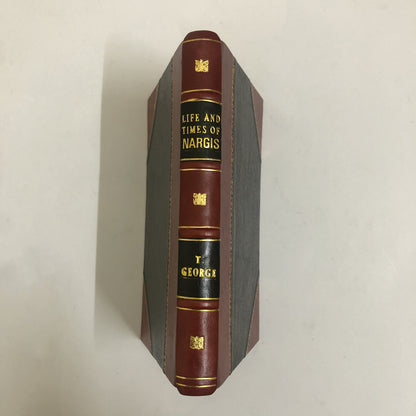 LIFE AND
TIMES OF
NARGIS
T.
GEORGE